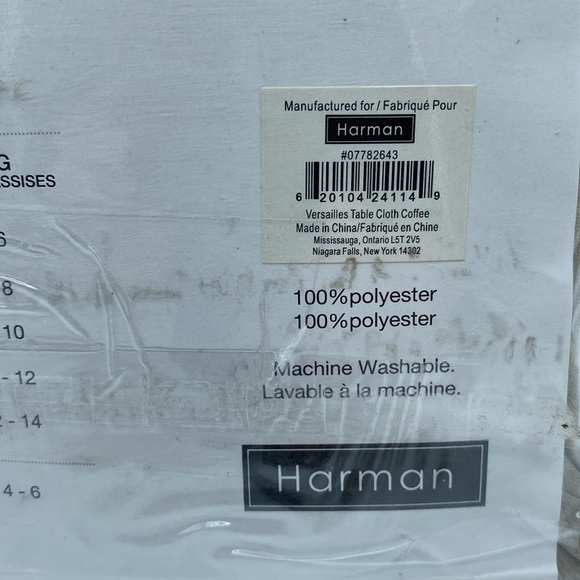 Manufactured for / Fabriqué Pour
Harman
#07782643
6 20104 24114 9
Versailles Table Cloth Coffee
Made in China/Fabriqué en Chine
Mississauga, Ontario L5T 2V5
Niagara Falls, New York 14302
G
SSISES
6
8
10
- 12
- 14
4 - 6
100%polyester
100%polyester
Machine Washable.
Lavable à la machine.
Harman